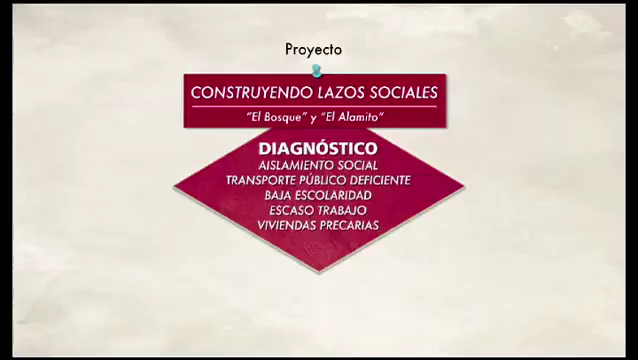 Proyecto
CONSTRUYENDO LAZOS SOCIALES
"El Bosque" y "El Alamito"
DIAGNÓSTICO
AISLAMIENTO SOCIAL
TRANSPORTE PÚBLICO DEFICIENTE
BAJA ESCOLARIDAD
ESCASO TRABAJO
VIVIENDAS PRECARIAS